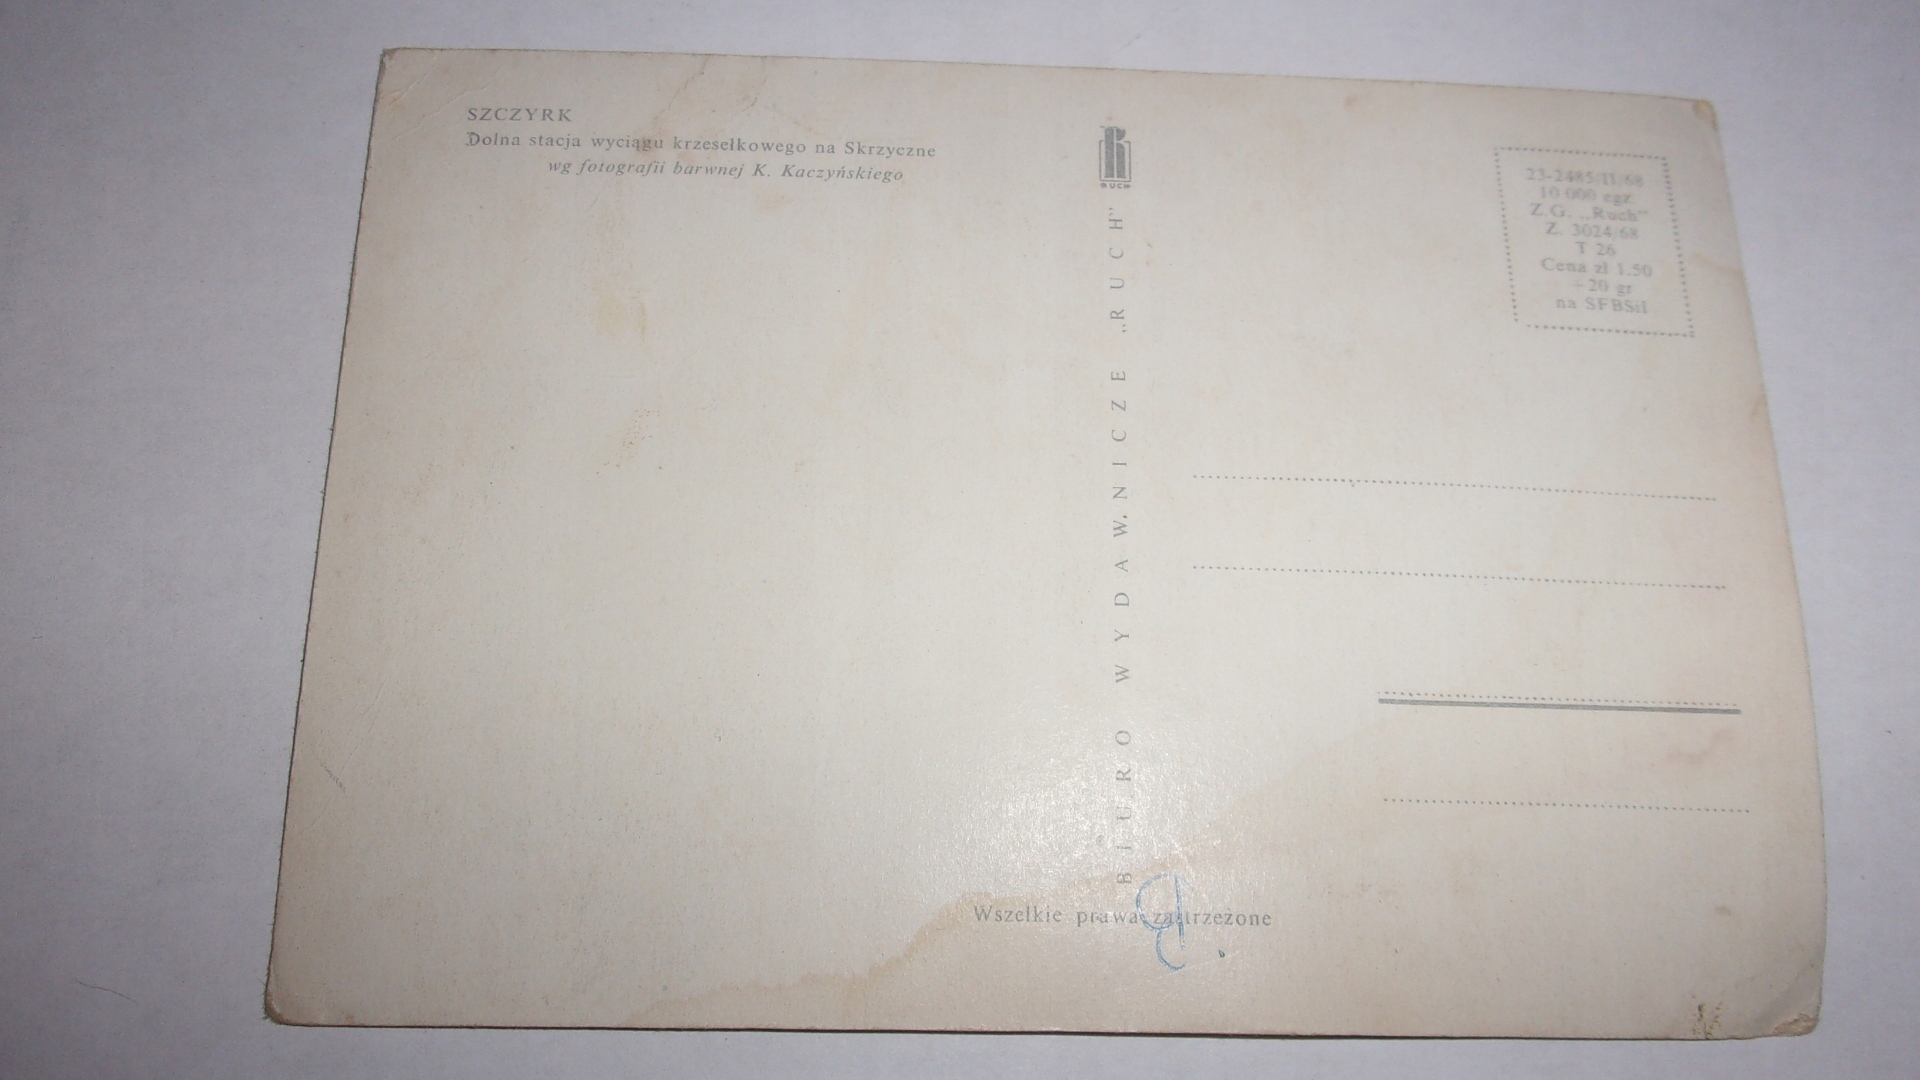 SZCZYRK
Dolna stacja wyciągu krzesełkowego na Skrzyczne
wg fotografii barwnej K. Kaczyńskiego
RUCH
BIURO WYDAWNICZE „RUCH”
23-2485/II/68
10 000 egz.
Z.G. „Ruch”
Z. 3024/68
T 26
Cena zł 1.50
+20 gr
na SFBSiI
Wszelkie prawa zastrzeżone